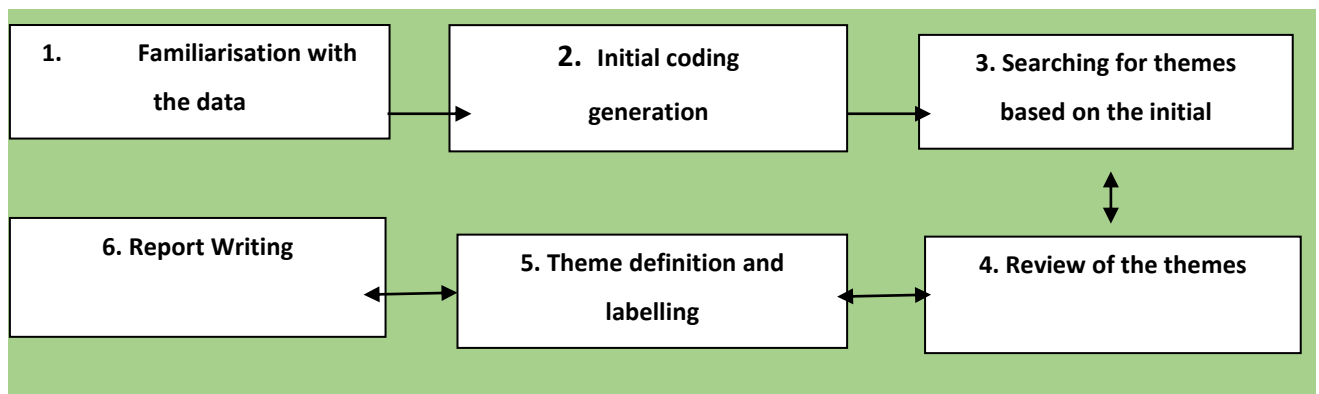 1. Familiarisation with
the data
2. Initial coding
generation
3. Searching for themes
based on the initial
4. Review of the themes
5. Theme definition and
labelling
6. Report Writing